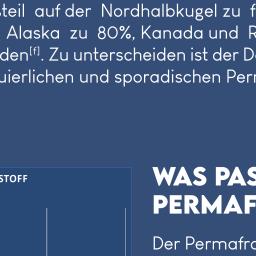 teil auf der Nordhalbkugel zu f
Alaska zu 80%, Kanada und R
den[f]. Zu unterscheiden ist der D
uierlichen und sporadischen Per
STOFF
WAS PAS
PERMAF
Der Permafro